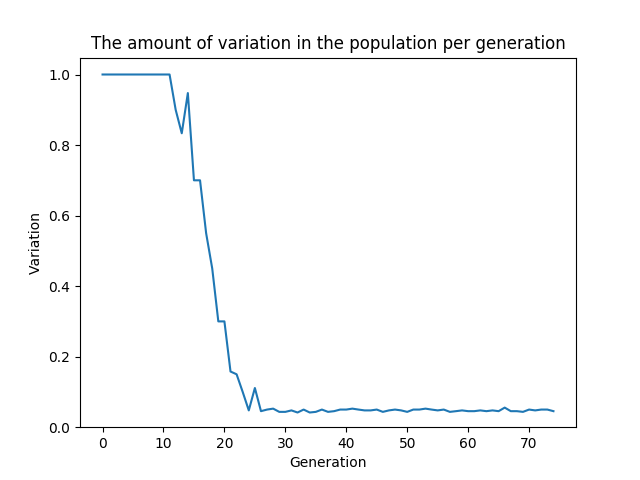 The amount of variation in the population per generation
1.0
0.8
0.6
0.4
0.2
0.0
Variation
0 10 20 30 40 50 60 70
Generation